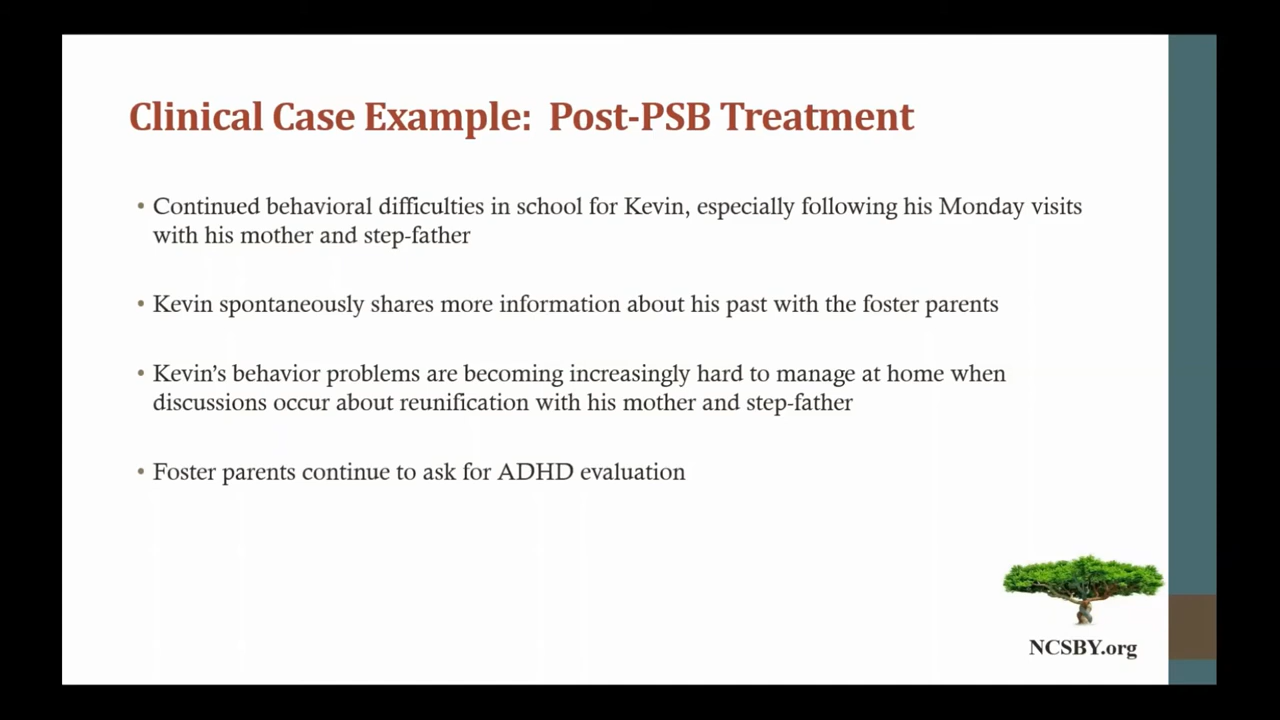 Clinical Case Example: Post-PSB Treatment
• Continued behavioral difficulties in school for Kevin, especially following his Monday visits
with his mother and step-father
• Kevin spontaneously shares more information about his past with the foster parents
• Kevin’s behavior problems are becoming increasingly hard to manage at home when
discussions occur about reunification with his mother and step-father
• Foster parents continue to ask for ADHD evaluation
NCSBY.org